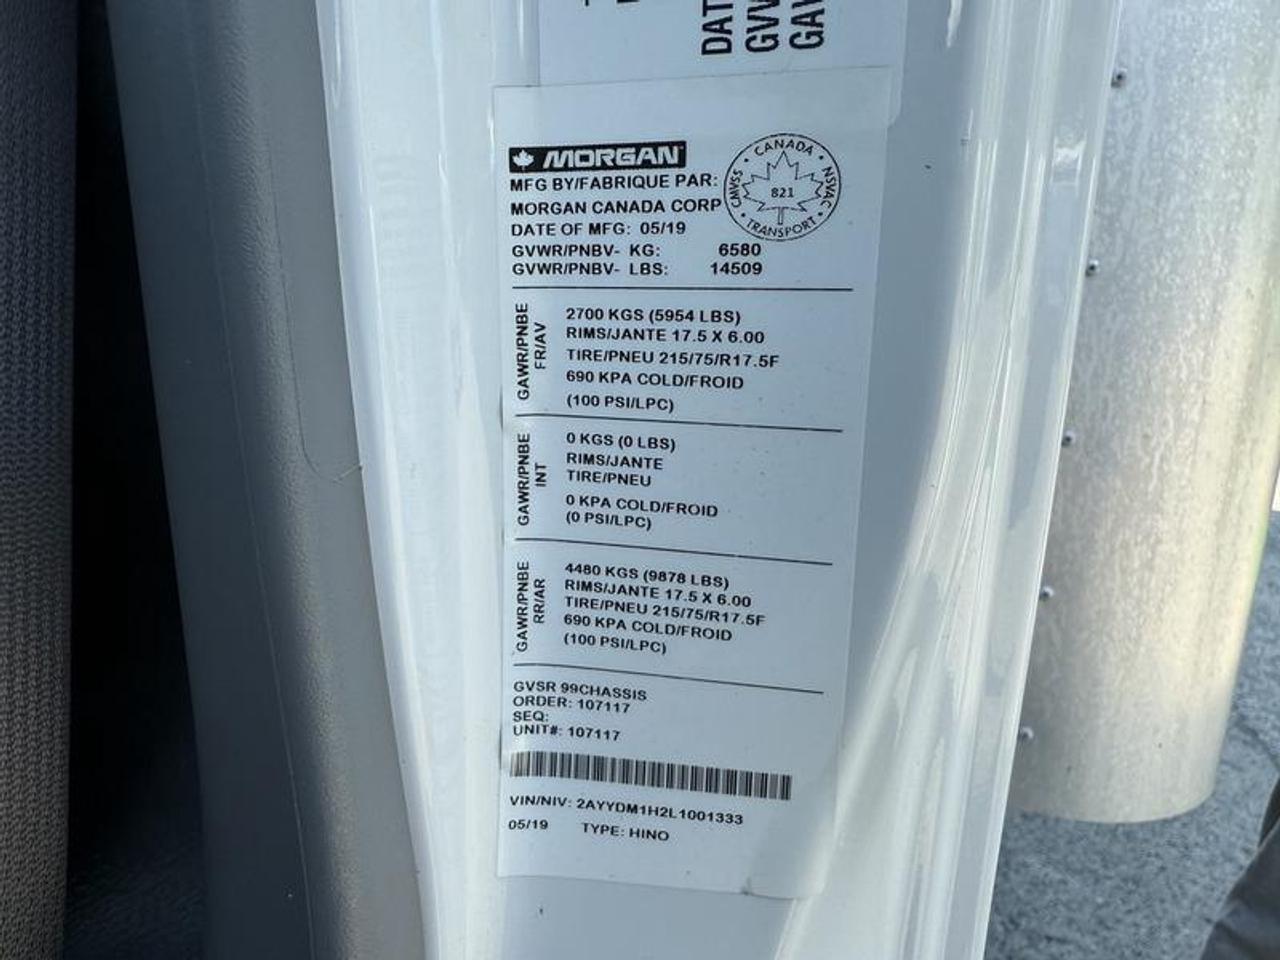 DAT
GVW
GAW
MORGAN
MFG BY/FABRIQUE PAR:
MORGAN CANADA CORP
DATE OF MFG: 05/19
GVWR/PNBV- KG: 6580
GVWR/PNBV- LBS: 14509
CANADA
NSVAC
TRANSPORT
CMVSS
821
GAWR/PNBE
FR/AV
2700 KGS (5954 LBS)
RIMS/JANTE 17.5 X 6.00
TIRE/PNEU 215/75/R17.5F
690 KPA COLD/FROID
(100 PSI/LPC)
GAWR/PNBE
INT
0 KGS (0 LBS)
RIMS/JANTE
TIRE/PNEU
0 KPA COLD/FROID
(0 PSI/LPC)
GAWR/PNBE
RR/AR
4480 KGS (9878 LBS)
RIMS/JANTE 17.5 X 6.00
TIRE/PNEU 215/75/R17.5F
690 KPA COLD/FROID
(100 PSI/LPC)
GVSR 99CHASSIS
ORDER: 107117
SEQ:
UNIT#: 107117
VIN/NIV: 2AYYDM1H2L1001333
05/19 TYPE: HINO